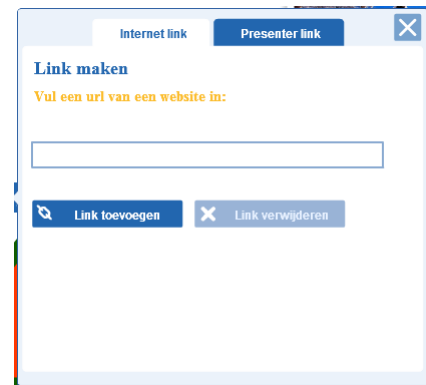 Internet link
Presenter link
Link maken
Vul een url van een website in:
Link toevoegen
Link verwijderen